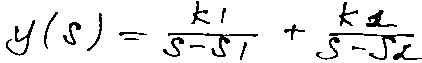 y(s) = k1/(s-s1) + k2/(s-s2)